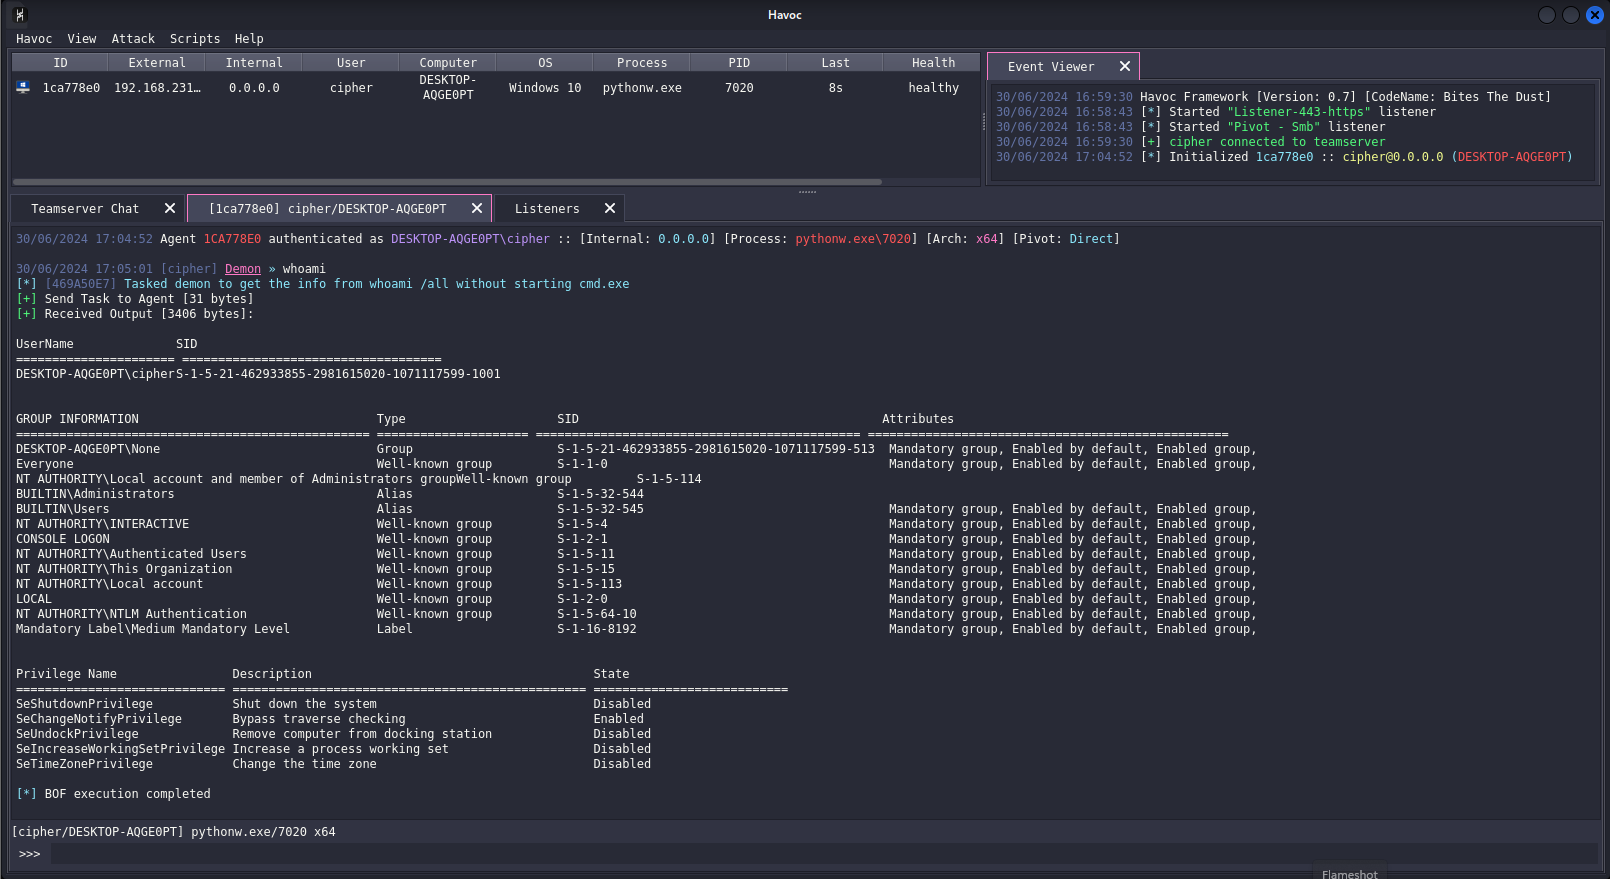 Havoc
Havoc View Attack Scripts Help
ID External Internal User Computer OS Process PID Last Health
1ca778e0 192.168.231... 0.0.0.0 cipher DESKTOP-AQGE0PT Windows 10 pythonw.exe 7020 8s healthy
Event Viewer
30/06/2024 16:59:30 Havoc Framework [Version: 0.7] [CodeName: Bites The Dust]
30/06/2024 16:58:43 [*] Started "Listener-443-https" listener
30/06/2024 16:58:43 [*] Started "Pivot - Smb" listener
30/06/2024 16:59:30 [+] cipher connected to teamserver
30/06/2024 17:04:52 [*] Initialized 1ca778e0 :: cipher@0.0.0.0 (DESKTOP-AQGE0PT)
Teamserver Chat [1ca778e0] cipher/DESKTOP-AQGE0PT Listeners
30/06/2024 17:04:52 Agent 1CA778E0 authenticated as DESKTOP-AQGE0PT\cipher :: [Internal: 0.0.0.0] [Process: pythonw.exe\7020] [Arch: x64] [Pivot: Direct]
30/06/2024 17:05:01 [cipher] Demon » whoami
[*] [469A50E7] Tasked demon to get the info from whoami /all without starting cmd.exe
[+] Send Task to Agent [31 bytes]
[+] Received Output [3406 bytes]:
UserName SID
====================== ====================================
DESKTOP-AQGE0PT\cipher S-1-5-21-462933855-2981615020-1071117599-1001
GROUP INFORMATION Type SID Attributes
================================================= ===================== ============================================= ==================================================
DESKTOP-AQGE0PT\None Group S-1-5-21-462933855-2981615020-1071117599-513 Mandatory group, Enabled by default, Enabled group,
Everyone Well-known group S-1-1-0 Mandatory group, Enabled by default, Enabled group,
NT AUTHORITY\Local account and member of Administrators groupWell-known group S-1-5-114
BUILTIN\Administrators Alias S-1-5-32-544
BUILTIN\Users Alias S-1-5-32-545 Mandatory group, Enabled by default, Enabled group,
NT AUTHORITY\INTERACTIVE Well-known group S-1-5-4 Mandatory group, Enabled by default, Enabled group,
CONSOLE LOGON Well-known group S-1-2-1 Mandatory group, Enabled by default, Enabled group,
NT AUTHORITY\Authenticated Users Well-known group S-1-5-11 Mandatory group, Enabled by default, Enabled group,
NT AUTHORITY\This Organization Well-known group S-1-5-15 Mandatory group, Enabled by default, Enabled group,
NT AUTHORITY\Local account Well-known group S-1-5-113 Mandatory group, Enabled by default, Enabled group,
LOCAL Well-known group S-1-2-0 Mandatory group, Enabled by default, Enabled group,
NT AUTHORITY\NTLM Authentication Well-known group S-1-5-64-10 Mandatory group, Enabled by default, Enabled group,
Mandatory Label\Medium Mandatory Level Label S-1-16-8192 Mandatory group, Enabled by default, Enabled group,
Privilege Name Description State
============================= ================================================= ===========================
SeShutdownPrivilege Shut down the system Disabled
SeChangeNotifyPrivilege Bypass traverse checking Enabled
SeUndockPrivilege Remove computer from docking station Disabled
SeIncreaseWorkingSetPrivilege Increase a process working set Disabled
SeTimeZonePrivilege Change the time zone Disabled
[*] BOF execution completed
[cipher/DESKTOP-AQGE0PT] pythonw.exe/7020 x64
>>>
Flameshot